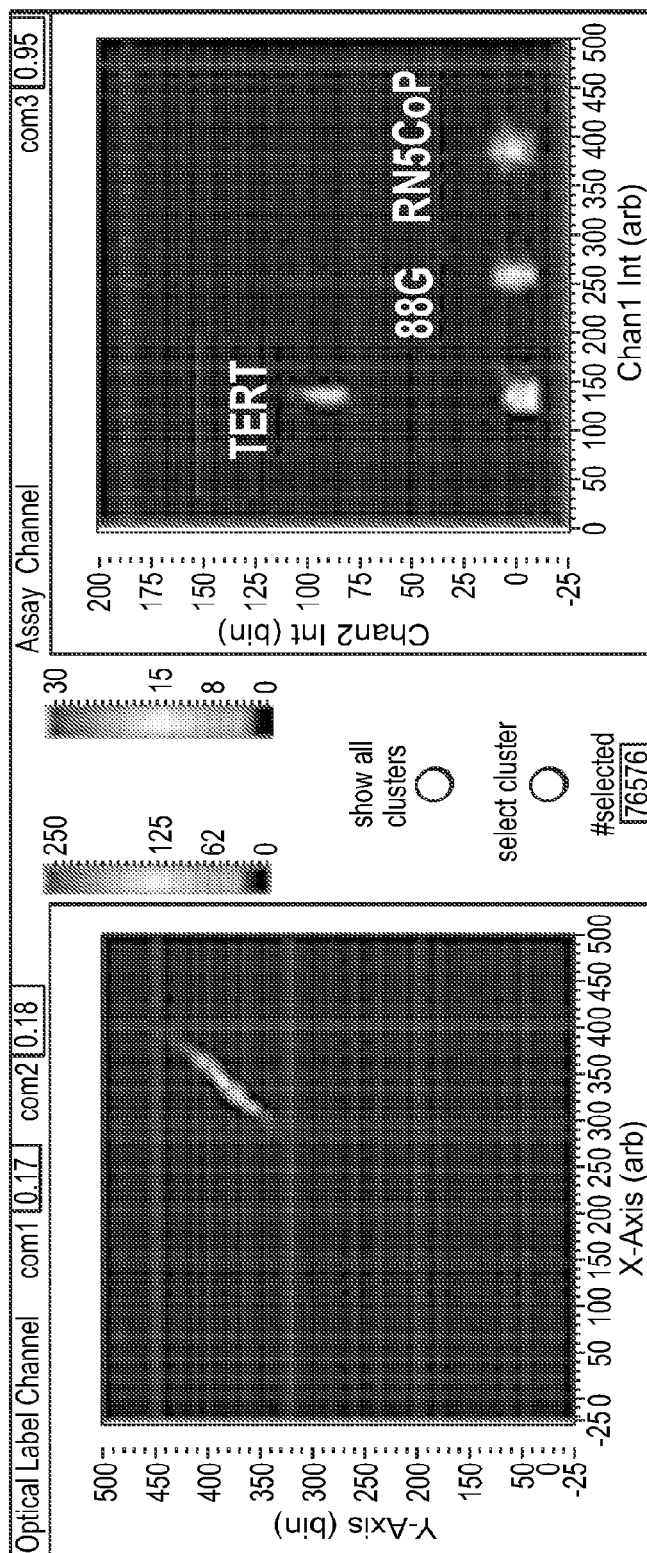 Optical Label Channel com1 0.17 com2 0.18
500
450
400
350
300
250
200
150
100
50
0
-25
Y-Axis (bin)
-250 50 100 150 200 250 300 350 400 450 500
X-Axis (arb)
250
125
62
0
30
15
8
0
show all
clusters
select cluster
#selected
76576
Assay Channel com3 0.95
200
175
150
125
100
75
50
25
0
-25
Chan2 Int (bin)
TERT
88G RN5CoP
0 50 100 150 200 250 300 350 400 450 500
Chan1 Int (arb)